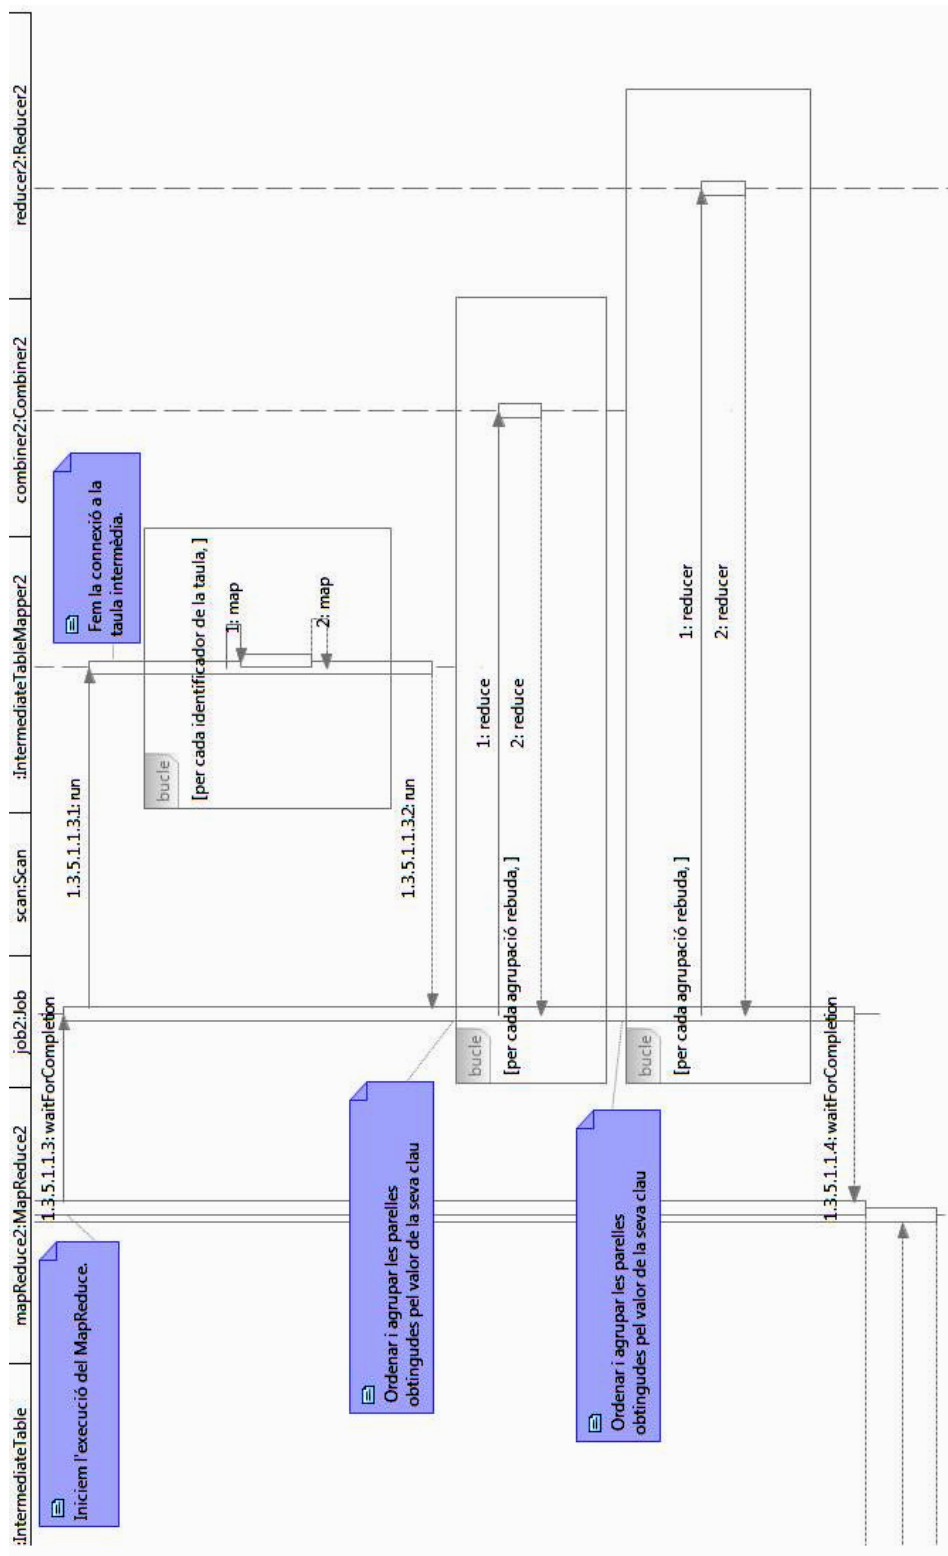 :IntermediateTable
mapReduce2:MapReduce2
job2:Job
scan:Scan
:IntermediateTableMapper2
combiner2:Combiner2
reducer2:Reducer2
Iniciem l'execució del MapReduce.
1.3.5.1.1.3: waitForCompletion
1.3.5.1.1.3.1: run
Fem la connexió a la
taula intermèdia.
bucle
[per cada identificador de la taula, ]
1: map
2: map
1.3.5.1.1.3.2: run
Ordenar i agrupar les parelles
obtingudes pel valor de la seva clau
bucle
[per cada agrupació rebuda, ]
1: reduce
2: reduce
Ordenar i agrupar les parelles
obtingudes pel valor de la seva clau
bucle
[per cada agrupació rebuda, ]
1: reducer
2: reducer
1.3.5.1.1.4: waitForCompletion